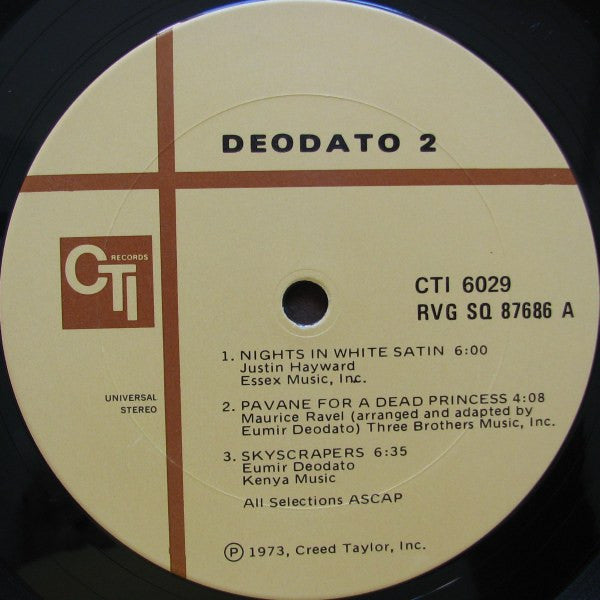 DEODATO 2
CTI RECORDS
CTI 6029
RVG SQ 87686 A
1. NIGHTS IN WHITE SATIN 6:00
Justin Hayward
Essex Music, Inc.
UNIVERSAL
STEREO
2. PAVANE FOR A DEAD PRINCESS 4:08
Maurice Ravel (arranged and adapted by
Eumir Deodato) Three Brothers Music, Inc.
3. SKYSCRAPERS 6:35
Eumir Deodato
Kenya Music
All Selections ASCAP
Ⓟ 1973, Creed Taylor, Inc.